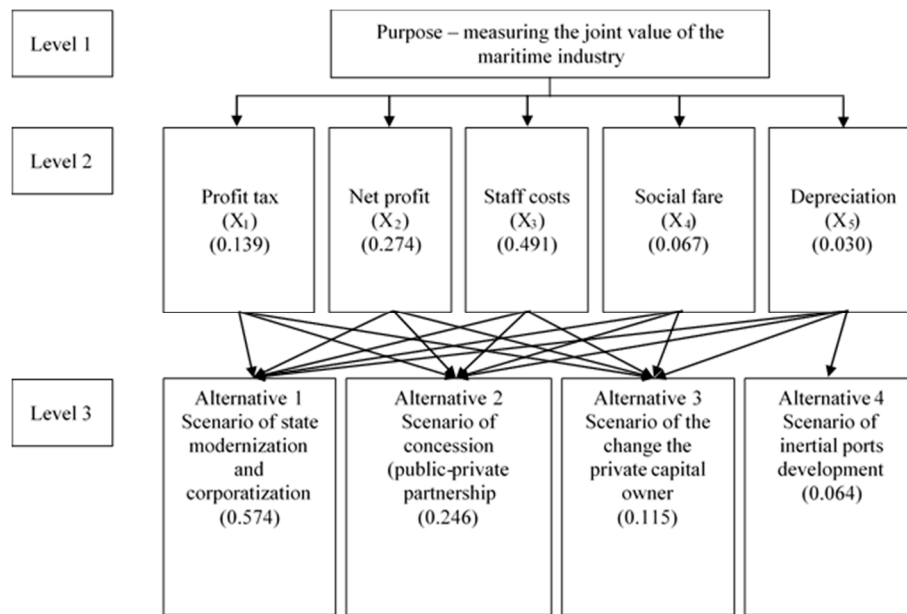 Level 1
Purpose – measuring the joint value of the
maritime industry
Level 2
Profit tax
(X₁)
(0.139)
Net profit
(X₂)
(0.274)
Staff costs
(X₃)
(0.491)
Social fare
(X₄)
(0.067)
Depreciation
(X₅)
(0.030)
Level 3
Alternative 1
Scenario of state
modernization
and
corporatization
(0.574)
Alternative 2
Scenario of
concession
(public-private
partnership
(0.246)
Alternative 3
Scenario of the
change the
private capital
owner
(0.115)
Alternative 4
Scenario of
inertial ports
development
(0.064)